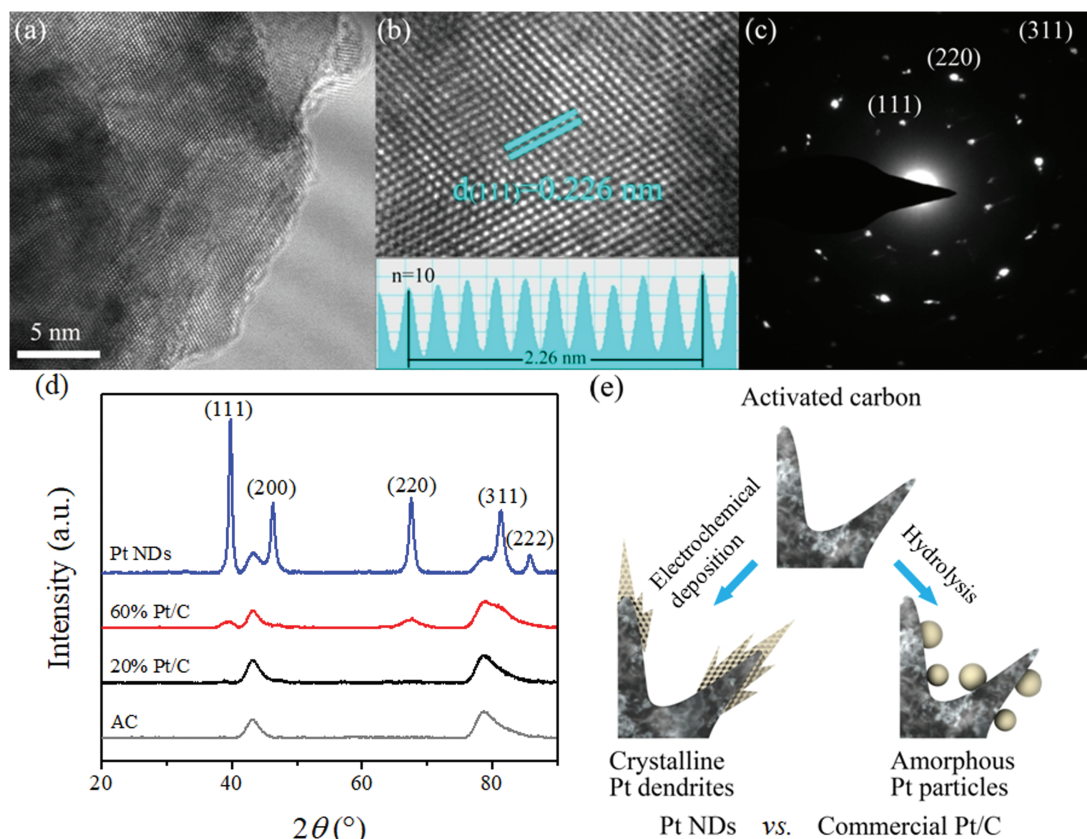 (a)
5 nm
(b)
d(111)=0.226 nm
n=10
2.26 nm
(c)
(311)
(220)
(111)
(d)
(111)
(200)
(220)
(311)
(222)
Pt NDs
60% Pt/C
20% Pt/C
AC
Intensity (a.u.)
20
40
60
80
2θ (°)
(e)
Activated carbon
Electrochemical
deposition
Hydrolysis
Crystalline
Pt dendrites
Amorphous
Pt particles
Pt NDs vs. Commercial Pt/C